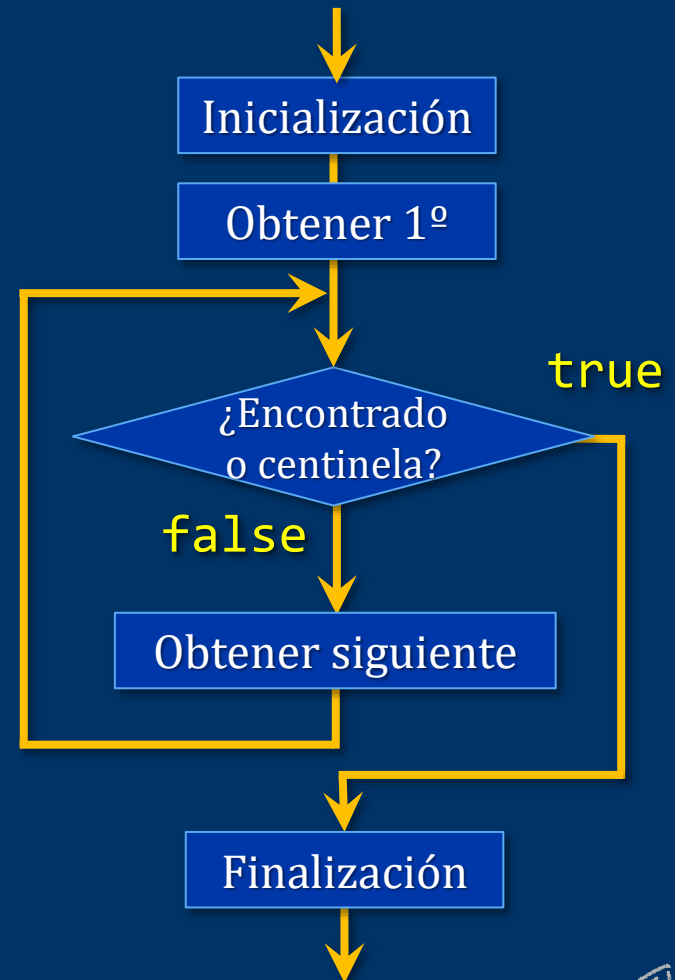 Inicialización
Obtener 1º
true
¿Encontrado
o centinela?
false
Obtener siguiente
Finalización